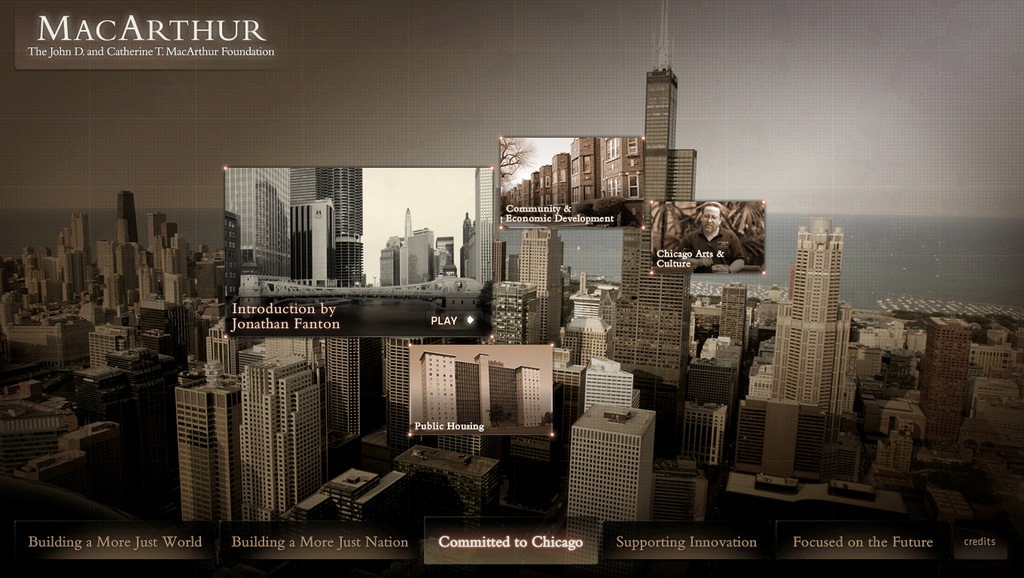 MACARTHUR
The John D. and Catherine T. MacArthur Foundation
Community &
Economic Development
Chicago Arts &
Culture
Introduction by
Jonathan Fanton
PLAY
Public Housing
Building a More Just World
Building a More Just Nation
Committed to Chicago
Supporting Innovation
Focused on the Future
credits